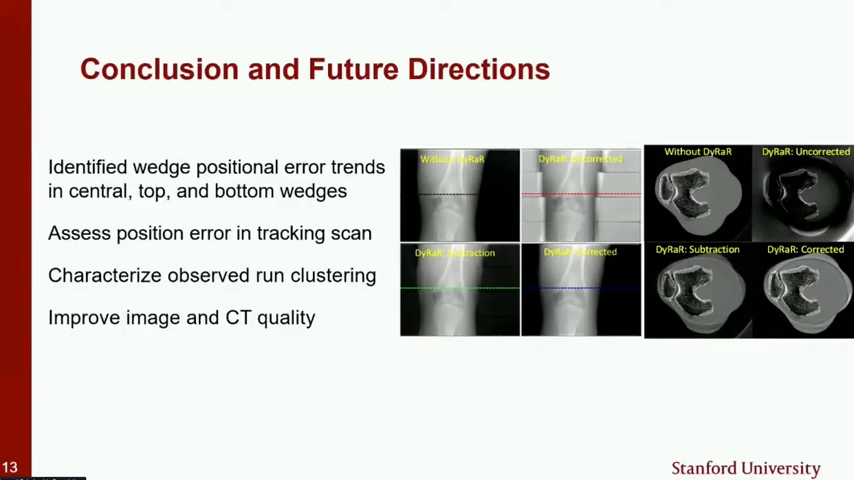 Conclusion and Future Directions
Identified wedge positional error trends
in central, top, and bottom wedges
Assess position error in tracking scan
Characterize observed run clustering
Improve image and CT quality
Without DyRaR
DyRaR: Uncorrected
DyRaR: Subtraction
DyRaR: Corrected
Without DyRaR
DyRaR: Uncorrected
DyRaR: Subtraction
DyRaR: Corrected
13
Stanford University